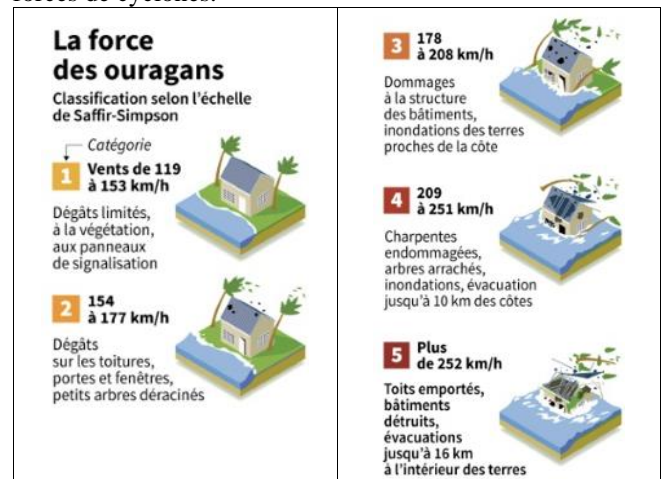 forces de cyclones.
La force
des ouragans
Classification selon l'échelle
de Saffir-Simpson
Catégorie
1 Vents de 119
à 153 km/h
Dégâts limités,
à la végétation,
aux panneaux
de signalisation
2 154
à 177 km/h
Dégâts
sur les toitures,
portes et fenêtres,
petits arbres déracinés
3 178
à 208 km/h
Dommages
à la structure
des bâtiments,
inondations des terres
proches de la côte
4 209
à 251 km/h
Charpentes
endommagées,
arbres arrachés,
inondations, évacuation
jusqu'à 10 km des côtes
5 Plus
de 252 km/h
Toits emportés,
bâtiments
détruits,
évacuations
jusqu'à 16 km
à l'intérieur des terres